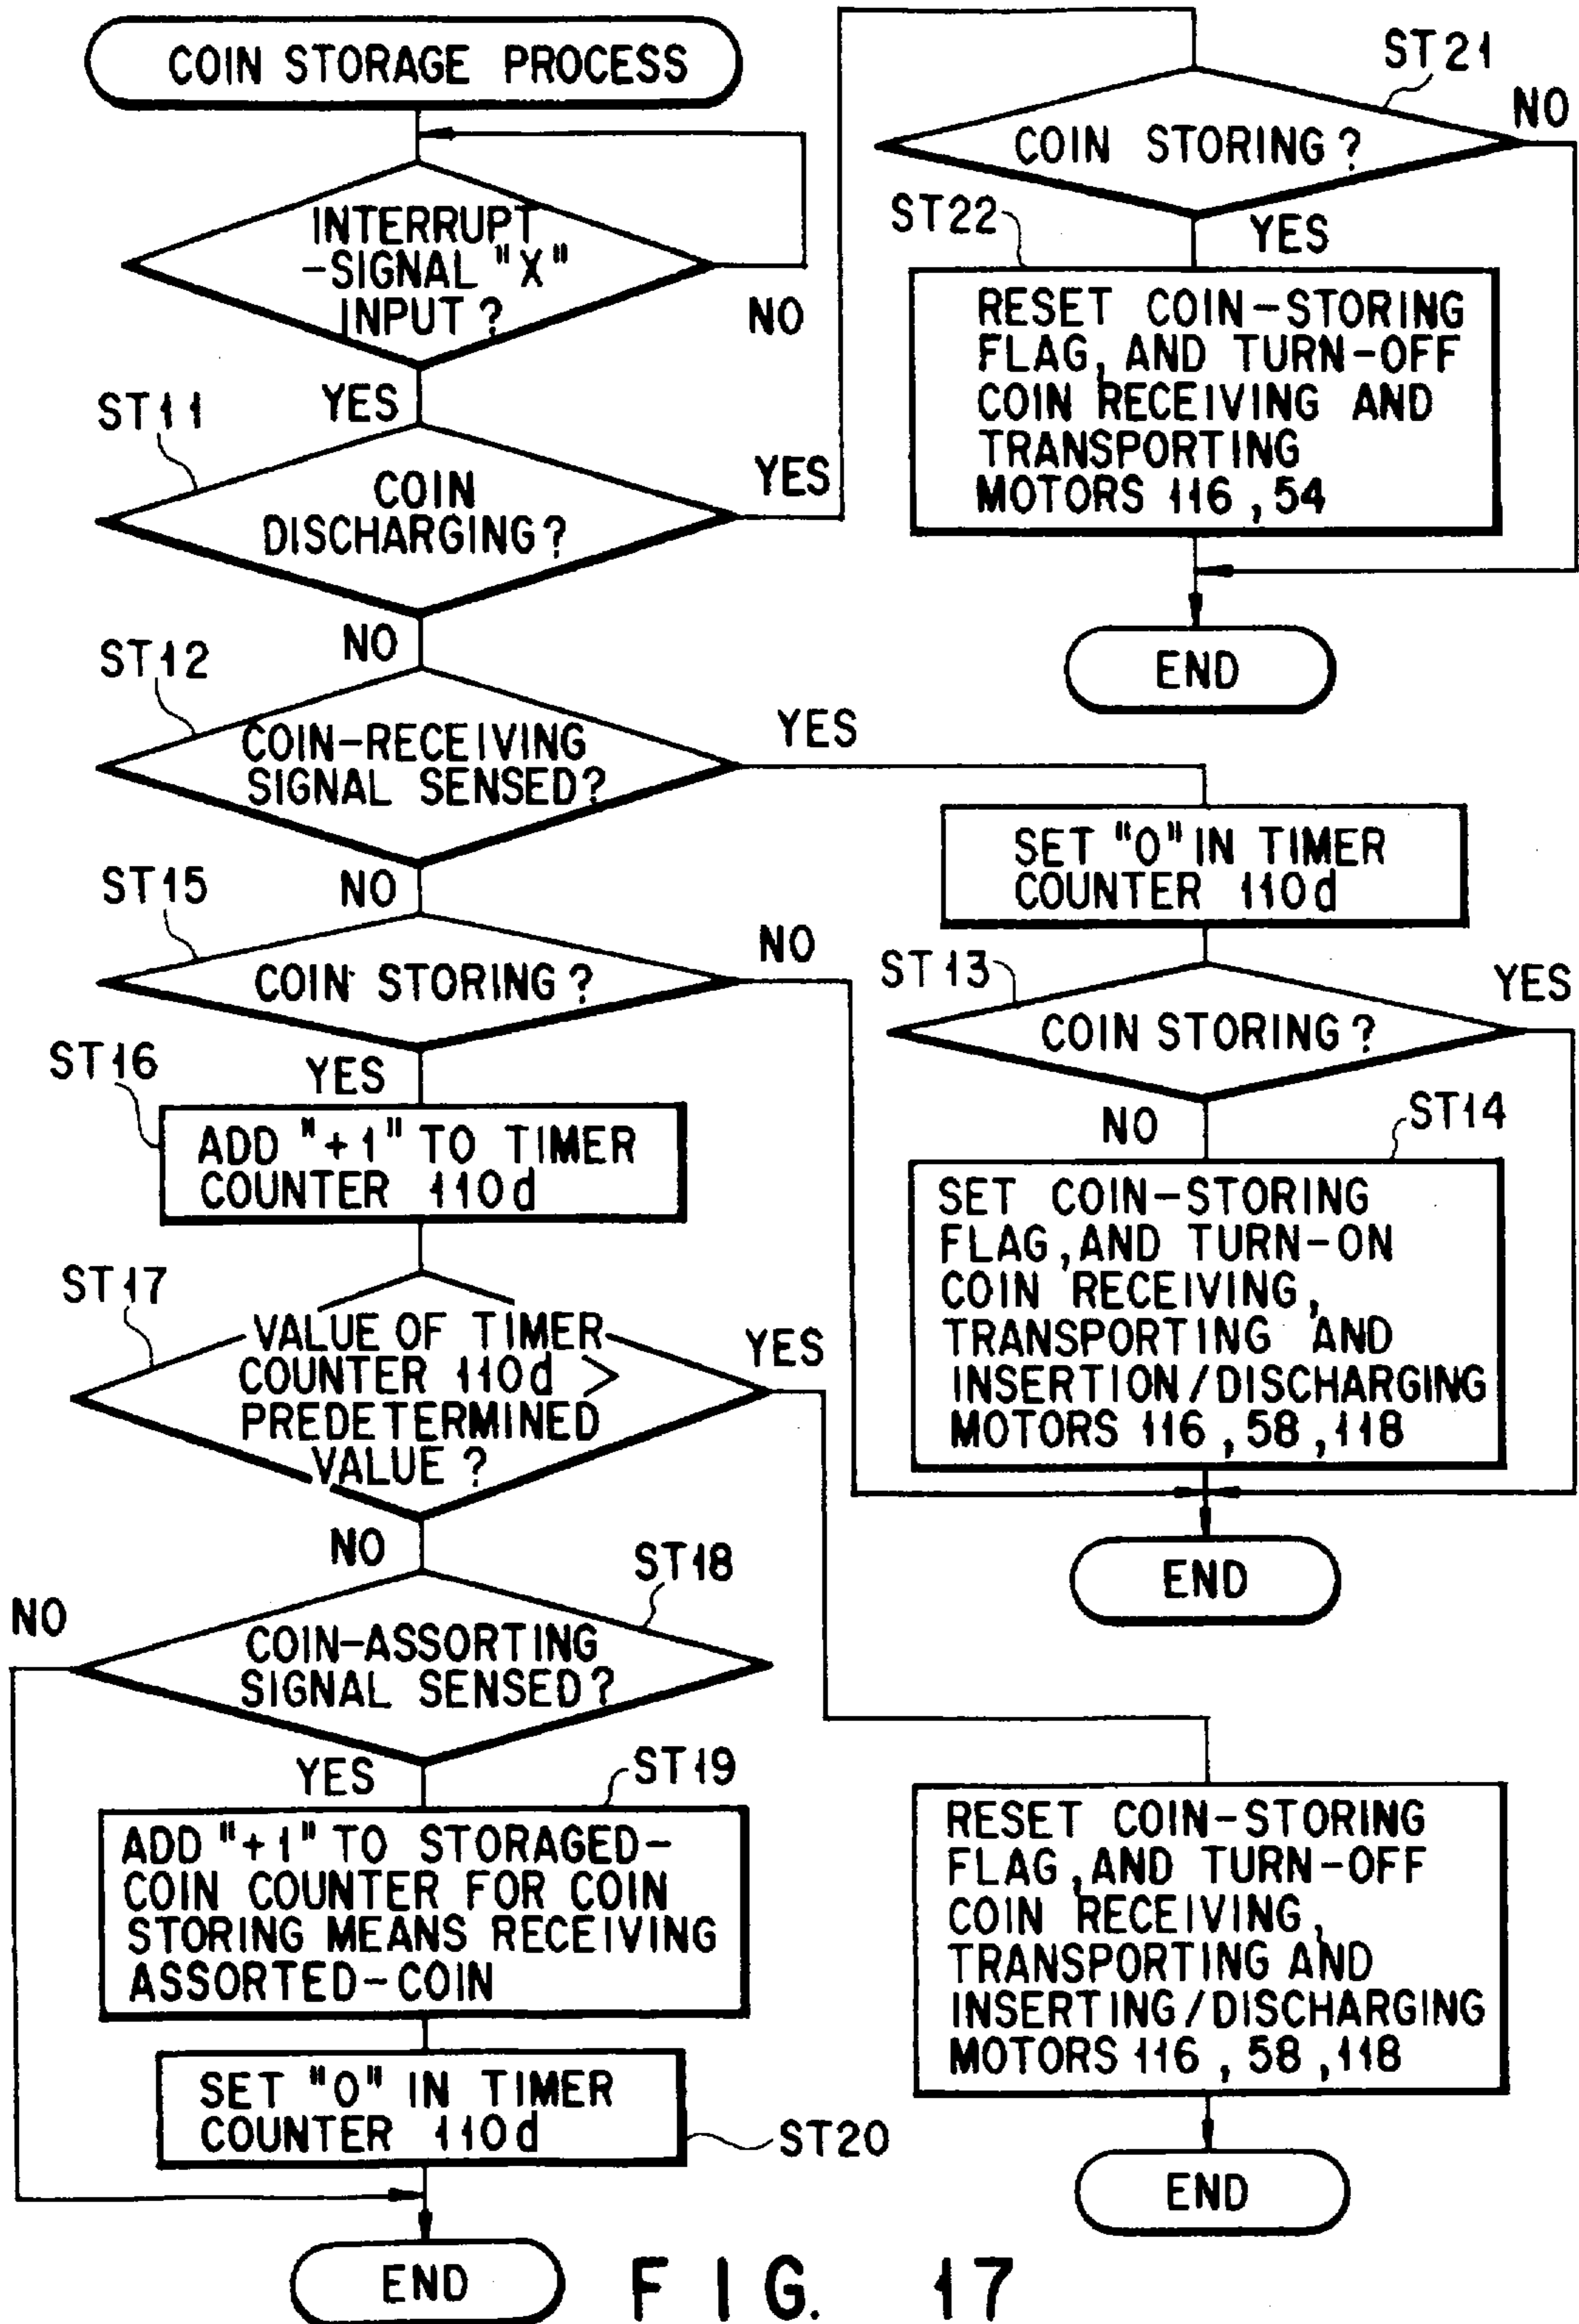 COIN STORAGE PROCESS
INTERRUPT
-SIGNAL "X"
INPUT?
NO
YES
ST11
COIN
DISCHARGING?
YES
NO
ST12
COIN-RECEIVING
SIGNAL SENSED?
YES
NO
ST15
COIN STORING?
NO
YES
ST16
ADD "+1" TO TIMER
COUNTER 110d
ST17
VALUE OF TIMER
COUNTER 110d >
PREDETERMINED
VALUE?
YES
NO
ST18
COIN-ASSORTING
SIGNAL SENSED?
NO
YES
ST19
ADD "+1" TO STORAGED-
COIN COUNTER FOR COIN
STORING MEANS RECEIVING
ASSORTED-COIN
SET "0" IN TIMER
COUNTER 110d
ST20
END
ST21
COIN STORING?
NO
YES
ST22
RESET COIN-STORING
FLAG, AND TURN-OFF
COIN RECEIVING AND
TRANSPORTING
MOTORS 116, 54
END
SET "0" IN TIMER
COUNTER 110d
ST13
COIN STORING?
YES
NO
ST14
SET COIN-STORING
FLAG, AND TURN-ON
COIN RECEIVING,
TRANSPORTING AND
INSERTION/DISCHARGING
MOTORS 116, 58, 118
END
RESET COIN-STORING
FLAG, AND TURN-OFF
COIN RECEIVING,
TRANSPORTING AND
INSERTING/DISCHARGING
MOTORS 116, 58, 118
END
FIG. 17